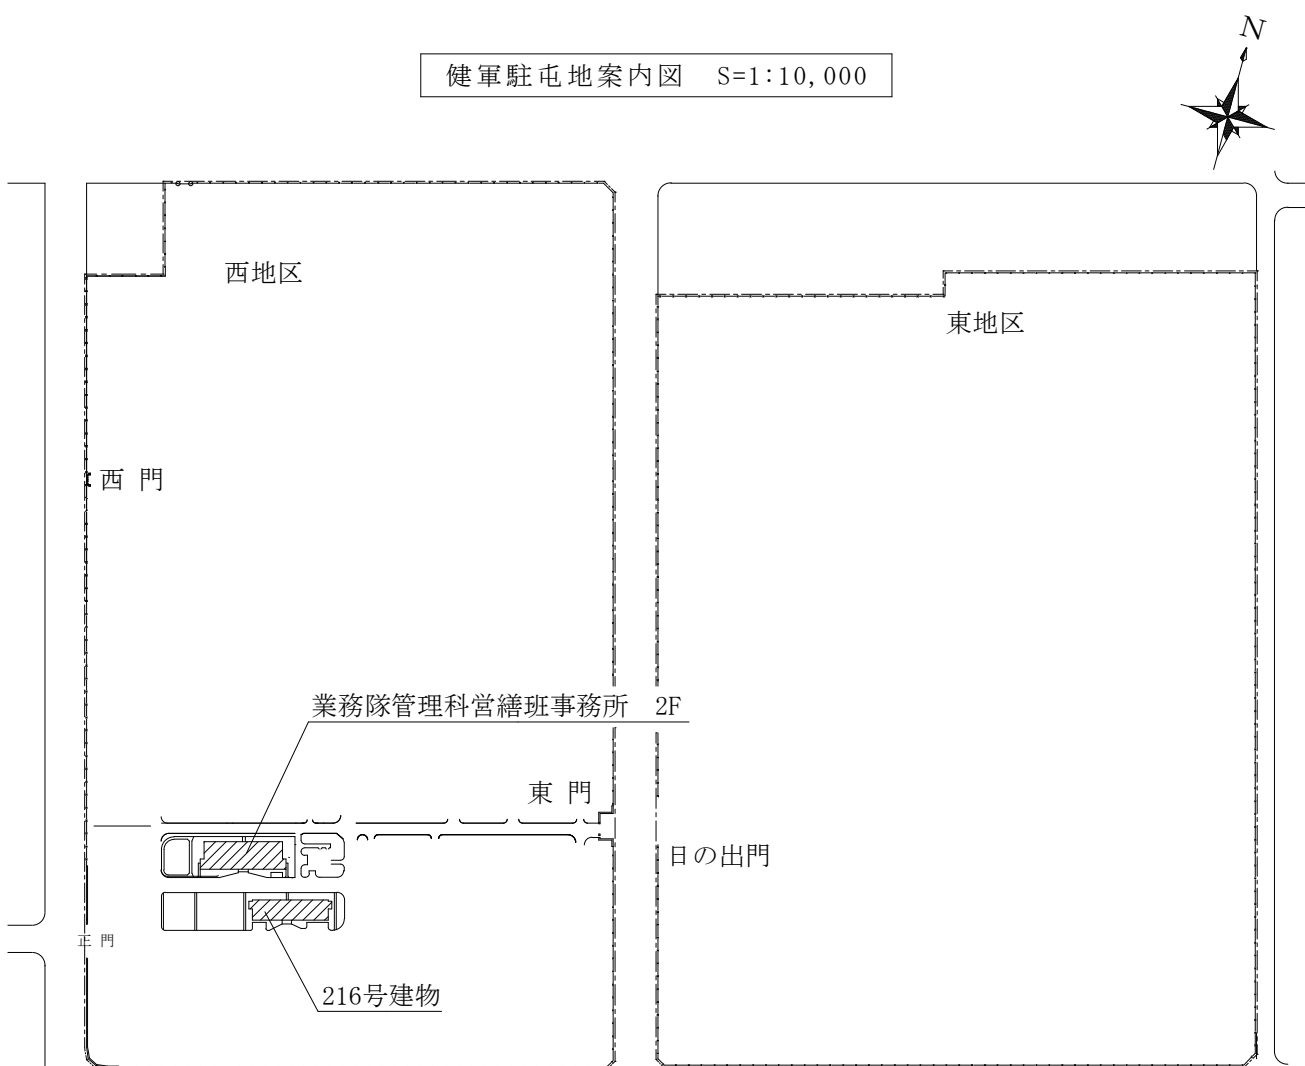 N
健軍駐屯地案内図 S=1:10,000
西地区
東地区
西門
業務隊管理科営繕班事務所 2F
東門
日の出門
正門
216号建物